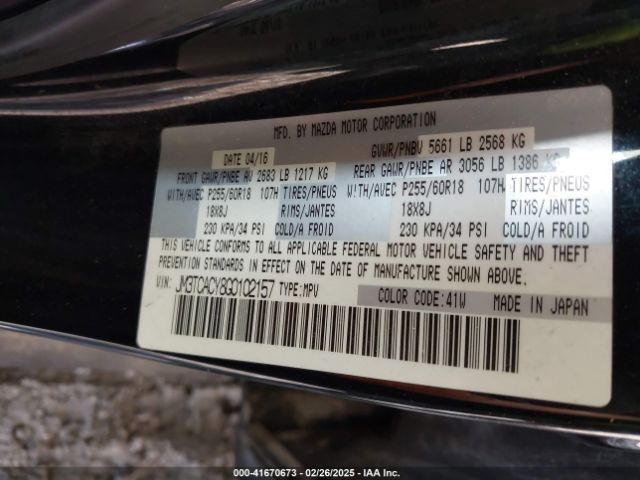 MFD. BY MAZDA MOTOR CORPORATION
DATE 04/16 GVWR/PNBV 5661 LB 2568 KG
FRONT GAWR/PNBE AV 2683 LB 1217 KG REAR GAWR/PNBE AR 3056 LB 1386 KG
WITH/AVEC P255/60R18 107H TIRES/PNEUS WITH/AVEC P255/60R18 107H TIRES/PNEUS
18X8J RIMS/JANTES 18X8J RIMS/JANTES
230 KPA/34 PSI COLD/A FROID 230 KPA/34 PSI COLD/A FROID
THIS VEHICLE CONFORMS TO ALL APPLICABLE FEDERAL MOTOR VEHICLE SAFETY AND THEFT
PREVENTION STANDARDS IN EFFECT ON THE DATE OF MANUFACTURE SHOWN ABOVE.
VIN: JM3TCACY8G0102157 TYPE:MPV COLOR CODE:41W MADE IN JAPAN
000-41670673 / 02/26/2025 - IAA Inc.